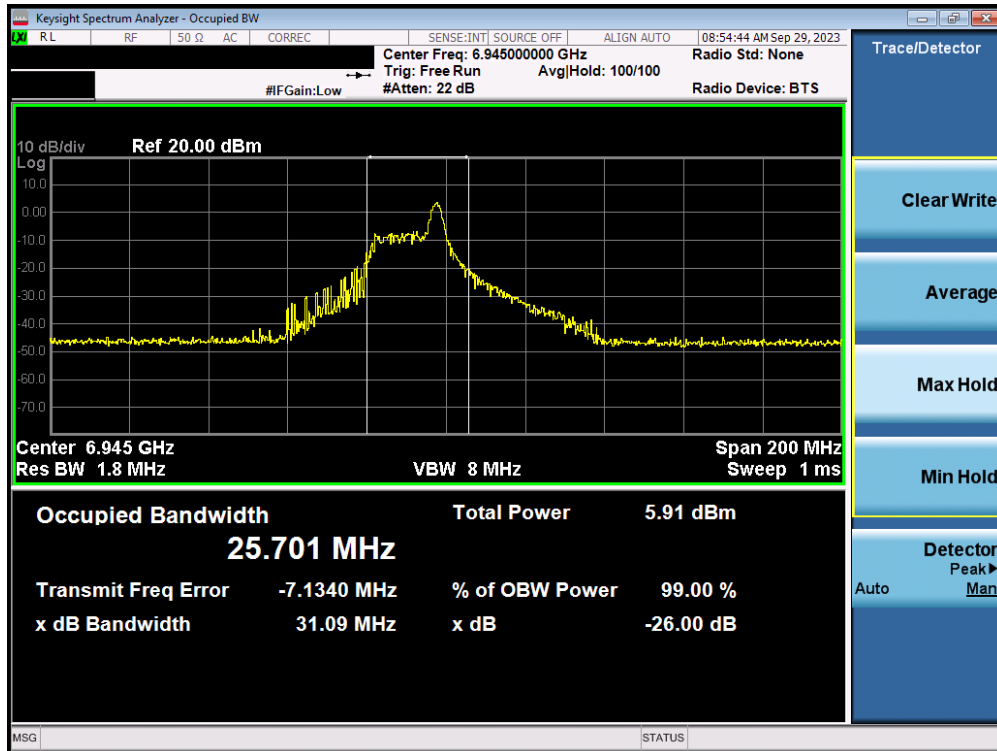 Keysight Spectrum Analyzer - Occupied BW
LXI RL RF 50 Ω AC CORREC SENSE:INT SOURCE OFF ALIGN AUTO 08:54:44 AM Sep 29, 2023
Center Freq: 6.945000000 GHz Radio Std: None
Trig: Free Run Avg|Hold: 100/100
#IFGain:Low #Atten: 22 dB Radio Device: BTS
Trace/Detector
10 dB/div Ref 20.00 dBm
Log
10.0
0.00
-10.0
-20.0
-30.0
-40.0
-50.0
-60.0
-70.0
Center 6.945 GHz Span 200 MHz
Res BW 1.8 MHz VBW 8 MHz Sweep 1 ms
Occupied Bandwidth Total Power 5.91 dBm
25.701 MHz
Transmit Freq Error -7.1340 MHz % of OBW Power 99.00 %
x dB Bandwidth 31.09 MHz x dB -26.00 dB
Clear Write
Average
Max Hold
Min Hold
Detector
Peak▶
Auto Man
MSG STATUS